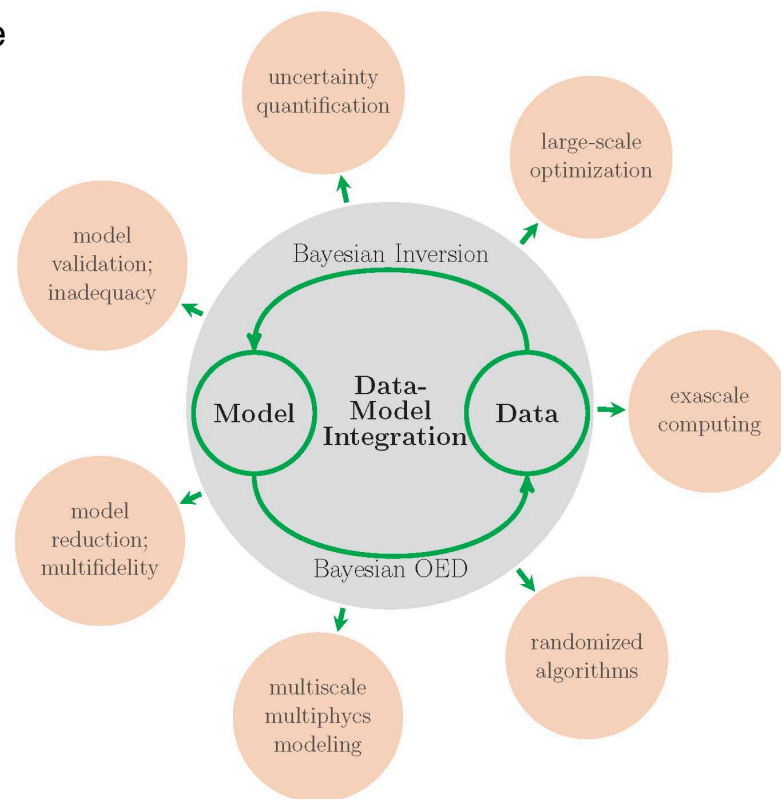 e
uncertainty
quantification
large-scale
optimization
model
validation;
inadequacy
Bayesian Inversion
Model
Data-
Model
Integration
Data
exascale
computing
model
reduction;
multifidelity
Bayesian OED
randomized
algorithms
multiscale
multiphycs
modeling